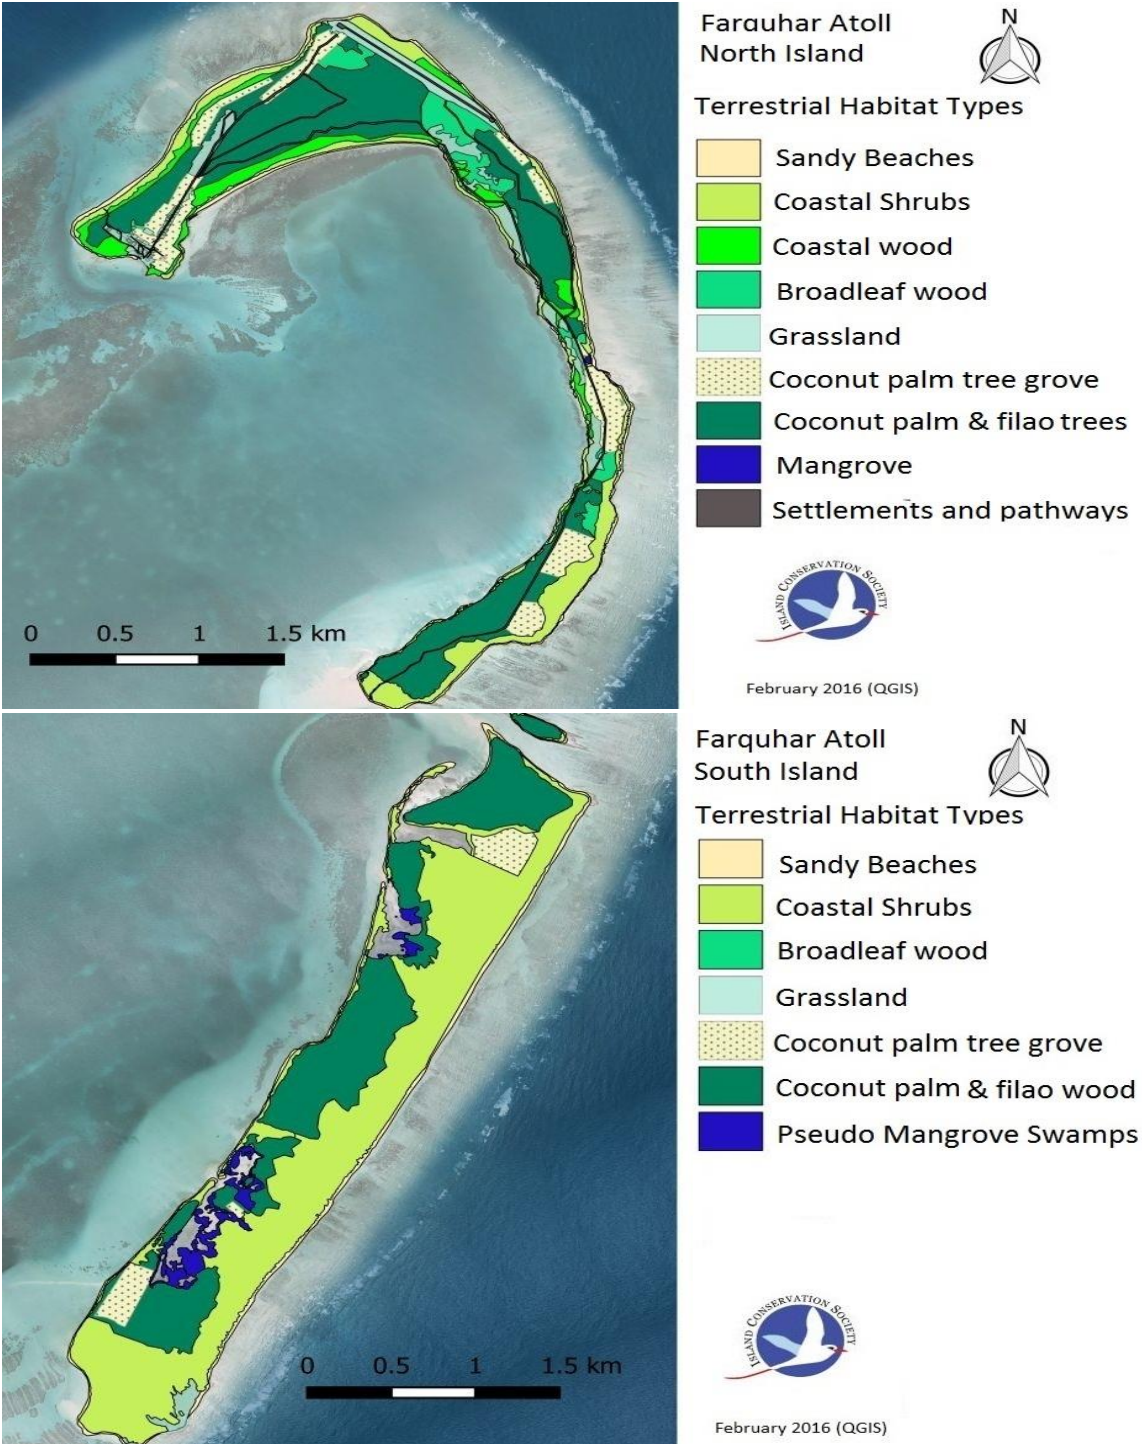 Farquhar Atoll
North Island
N
Terrestrial Habitat Types
Sandy Beaches
Coastal Shrubs
Coastal wood
Broadleaf wood
Grassland
Coconut palm tree grove
Coconut palm & filao trees
Mangrove
Settlements and pathways
ISLAND CONSERVATION SOCIETY
February 2016 (QGIS)
0 0.5 1 1.5 km
Farquhar Atoll
South Island
N
Terrestrial Habitat Types
Sandy Beaches
Coastal Shrubs
Broadleaf wood
Grassland
Coconut palm tree grove
Coconut palm & filao wood
Pseudo Mangrove Swamps
ISLAND CONSERVATION SOCIETY
0 0.5 1 1.5 km
February 2016 (QGIS)